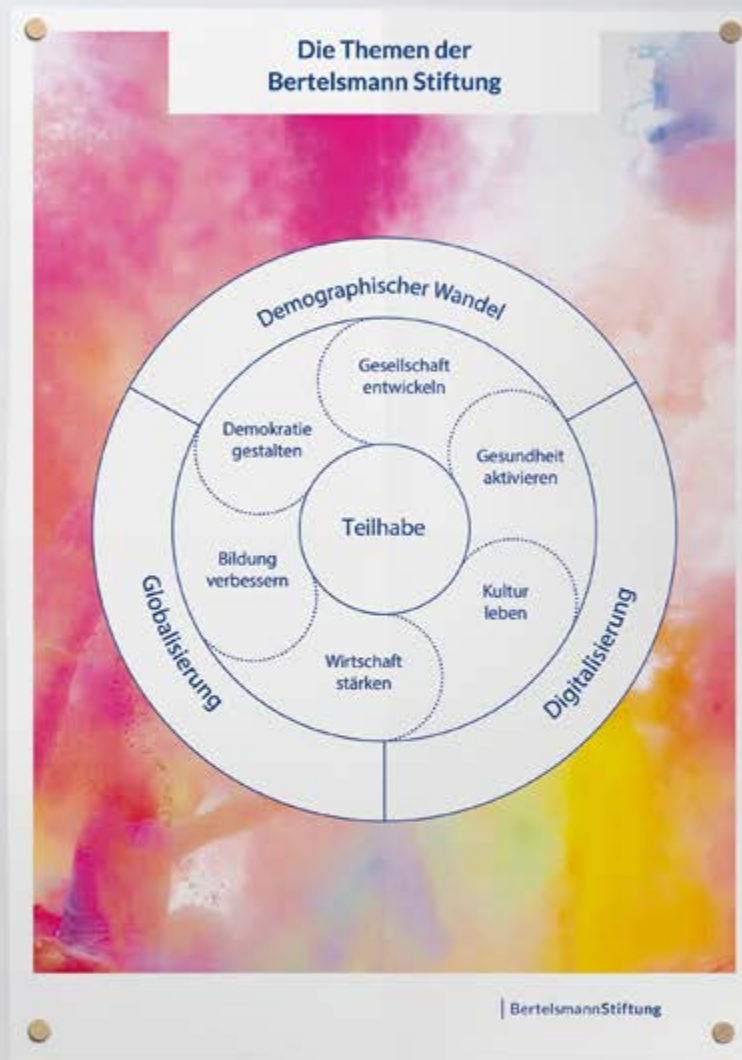 Die Themen der
Bertelsmann Stiftung
Demographischer Wandel
Gesellschaft
entwickeln
Demokratie
gestalten
Gesundheit
aktivieren
Teilhabe
Bildung
verbessern
Kultur
leben
Wirtschaft
stärken
Globalisierung
Digitalisierung
BertelsmannStiftung